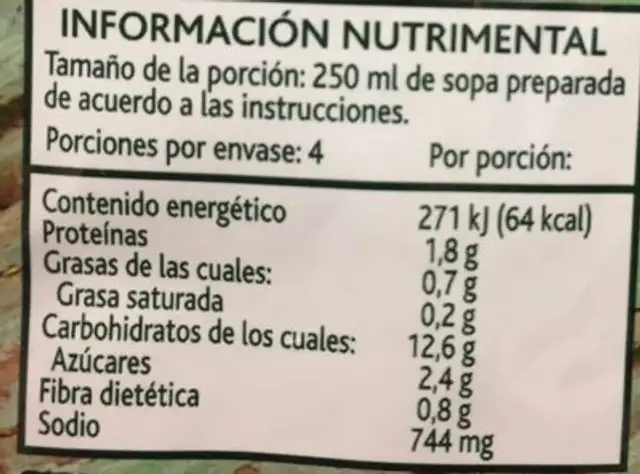 INFORMACIÓN NUTRIMENTAL
Tamaño de la porción: 250 ml de sopa preparada
de acuerdo a las instrucciones.
Porciones por envase: 4 Por porción:
Contenido energético 271 kJ (64 kcal)
Proteínas 1,8 g
Grasas de las cuales: 0,7 g
Grasa saturada 0,2 g
Carbohidratos de los cuales: 12,6 g
Azúcares 2,4 g
Fibra dietética 0,8 g
Sodio 744 mg